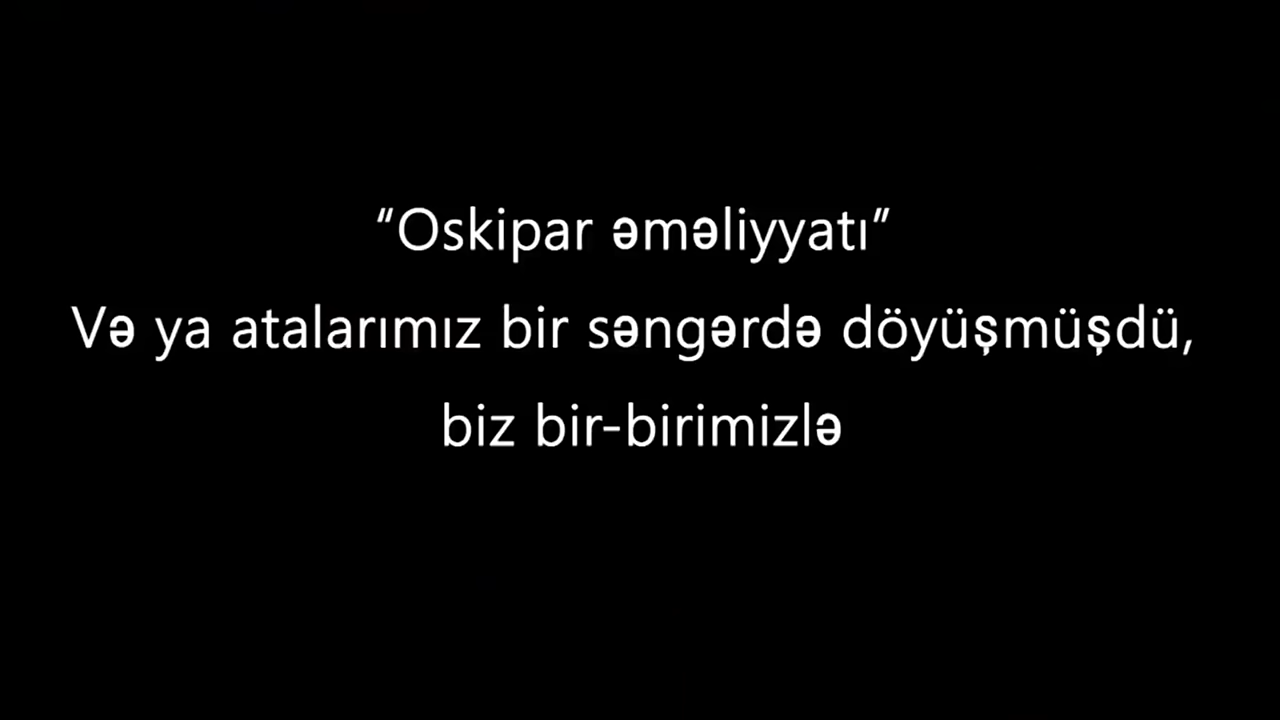 “Oskipar əməliyyatı”
Və ya atalarımız bir səngərdə döyüşmüşdü,
biz bir-birimizlə